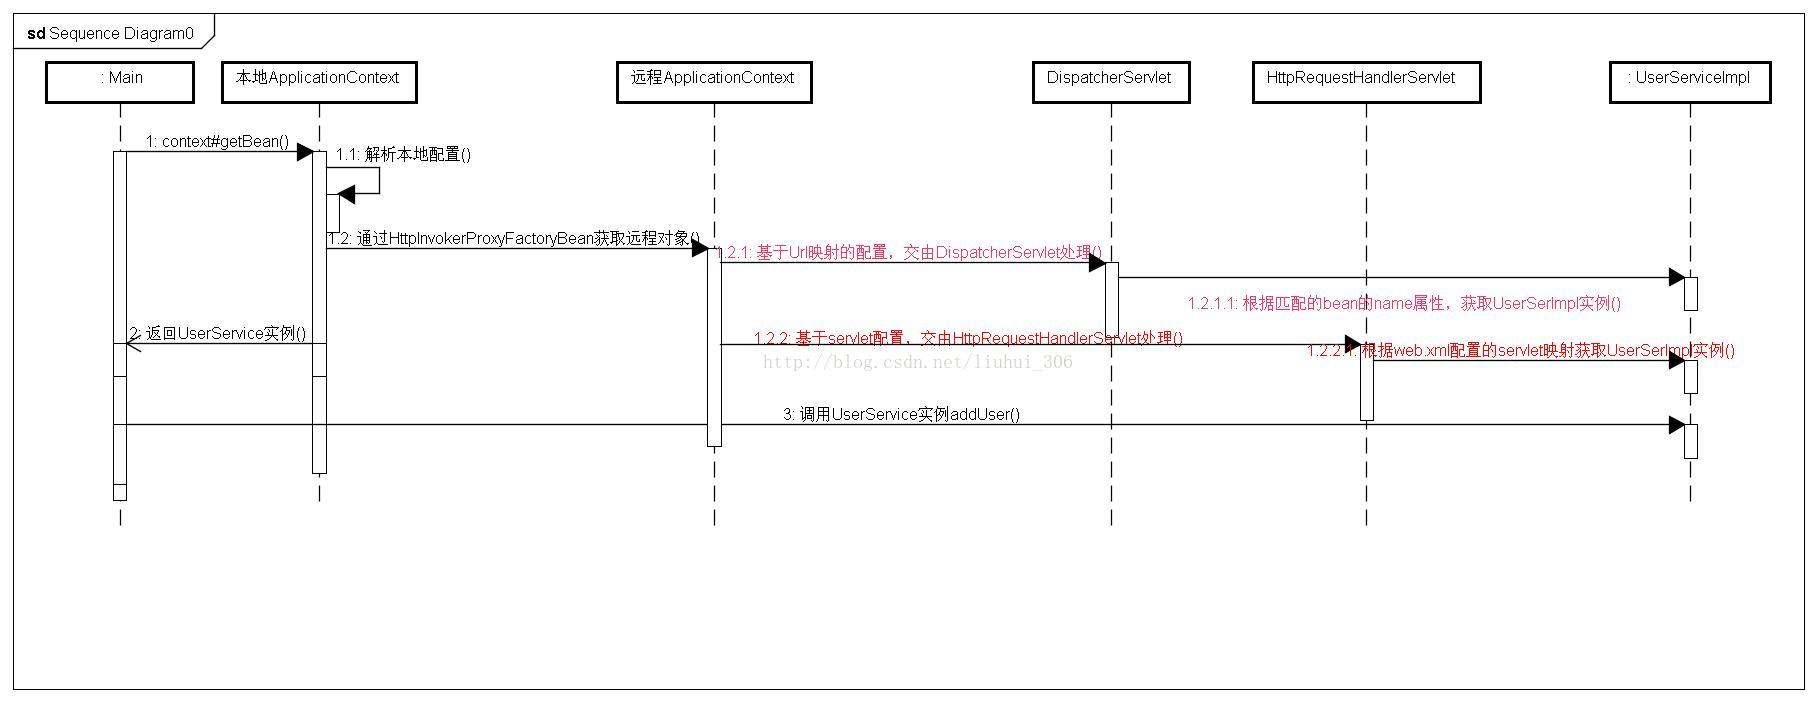 sd Sequence Diagram0
: Main
本地ApplicationContext
远程ApplicationContext
DispatcherServlet
HttpRequestHandlerServlet
: UserServiceImpl
1: context#getBean()
1.1: 解析本地配置()
1.2: 通过HttpInvokerProxyFactoryBean获取远程对象()
1.2.1: 基于Url映射的配置，交由DispatcherServlet处理()
1.2.1.1: 根据匹配的bean的name属性，获取UserSerImpl实例()
2: 返回UserService实例()
1.2.2: 基于servlet配置，交由HttpRequestHandlerServlet处理()
1.2.2.1: 根据web.xml配置的servlet映射获取UserSerImpl实例()
http://blog.csdn.net/liuhui_306
3: 调用UserService实例addUser()